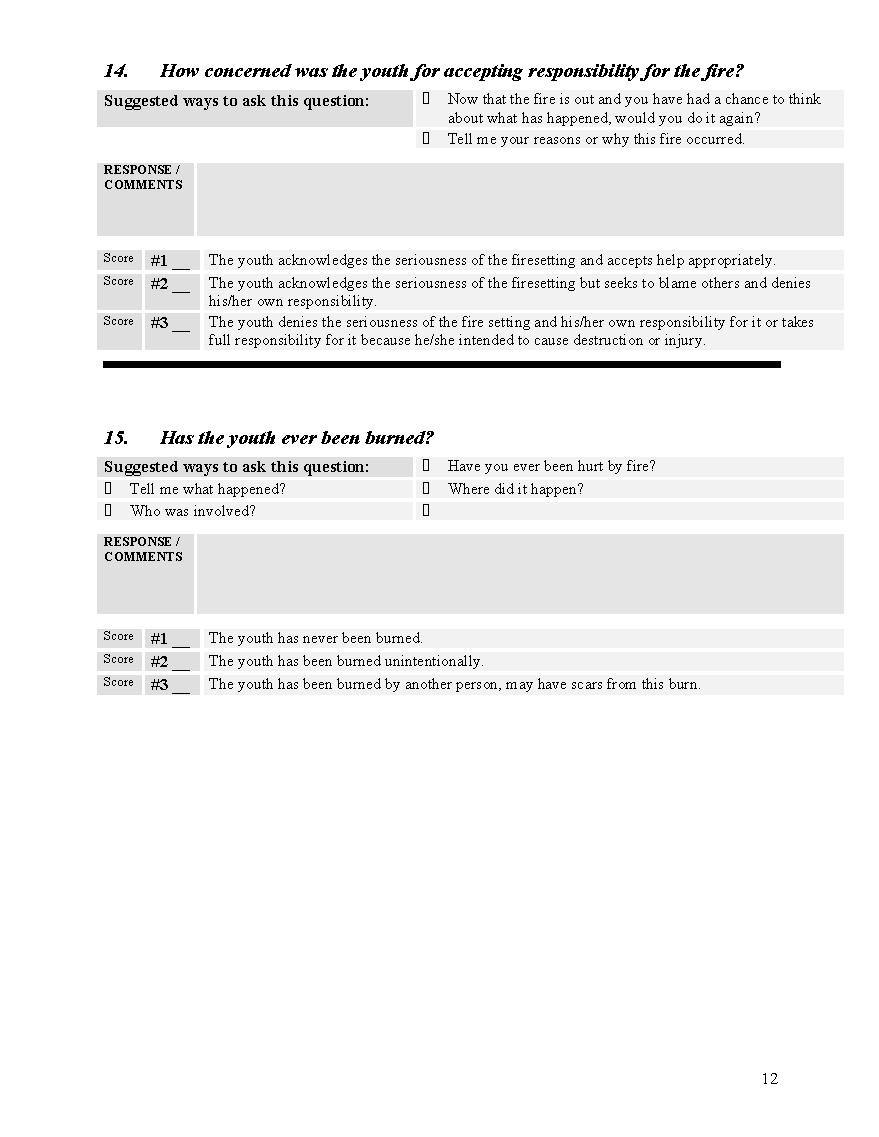 14. How concerned was the youth for accepting responsibility for the fire?
Suggested ways to ask this question:
▯ Now that the fire is out and you have had a chance to think
about what has happened, would you do it again?
▯ Tell me your reasons or why this fire occurred.
RESPONSE /
COMMENTS
Score #1 __ The youth acknowledges the seriousness of the firesetting and accepts help appropriately.
Score #2 __ The youth acknowledges the seriousness of the firesetting but seeks to blame others and denies
his/her own responsibility.
Score #3 __ The youth denies the seriousness of the fire setting and his/her own responsibility for it or takes
full responsibility for it because he/she intended to cause destruction or injury.
15. Has the youth ever been burned?
Suggested ways to ask this question: ▯ Have you ever been hurt by fire?
▯ Tell me what happened? ▯ Where did it happen?
▯ Who was involved? ▯
RESPONSE /
COMMENTS
Score #1 __ The youth has never been burned.
Score #2 __ The youth has been burned unintentionally.
Score #3 __ The youth has been burned by another person, may have scars from this burn.
12